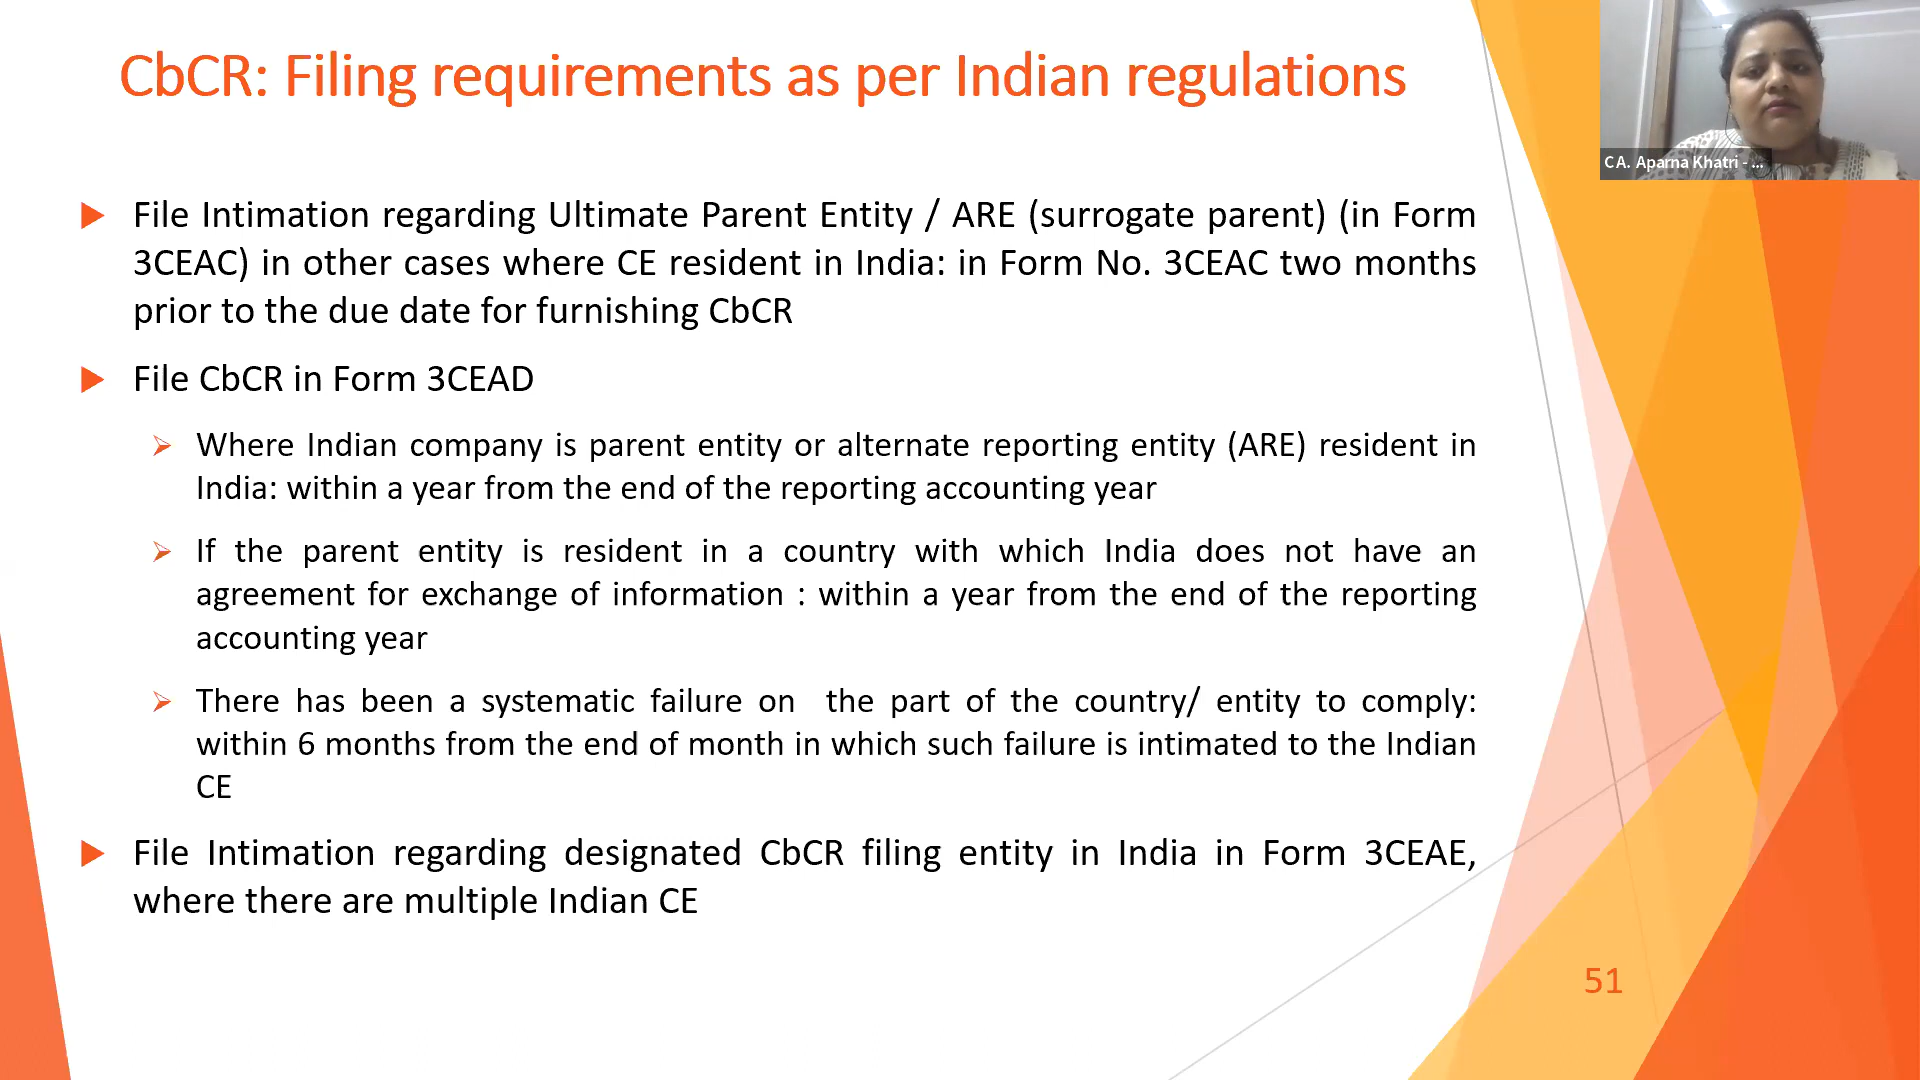 CbCR: Filing requirements as per Indian regulations
CA. Aparna Khatri - ...
File Intimation regarding Ultimate Parent Entity / ARE (surrogate parent) (in Form
3CEAC) in other cases where CE resident in India: in Form No. 3CEAC two months
prior to the due date for furnishing CbCR
File CbCR in Form 3CEAD
Where Indian company is parent entity or alternate reporting entity (ARE) resident in
India: within a year from the end of the reporting accounting year
If the parent entity is resident in a country with which India does not have an
agreement for exchange of information : within a year from the end of the reporting
accounting year
There has been a systematic failure on the part of the country/ entity to comply:
within 6 months from the end of month in which such failure is intimated to the Indian
CE
File Intimation regarding designated CbCR filing entity in India in Form 3CEAE,
where there are multiple Indian CE
51